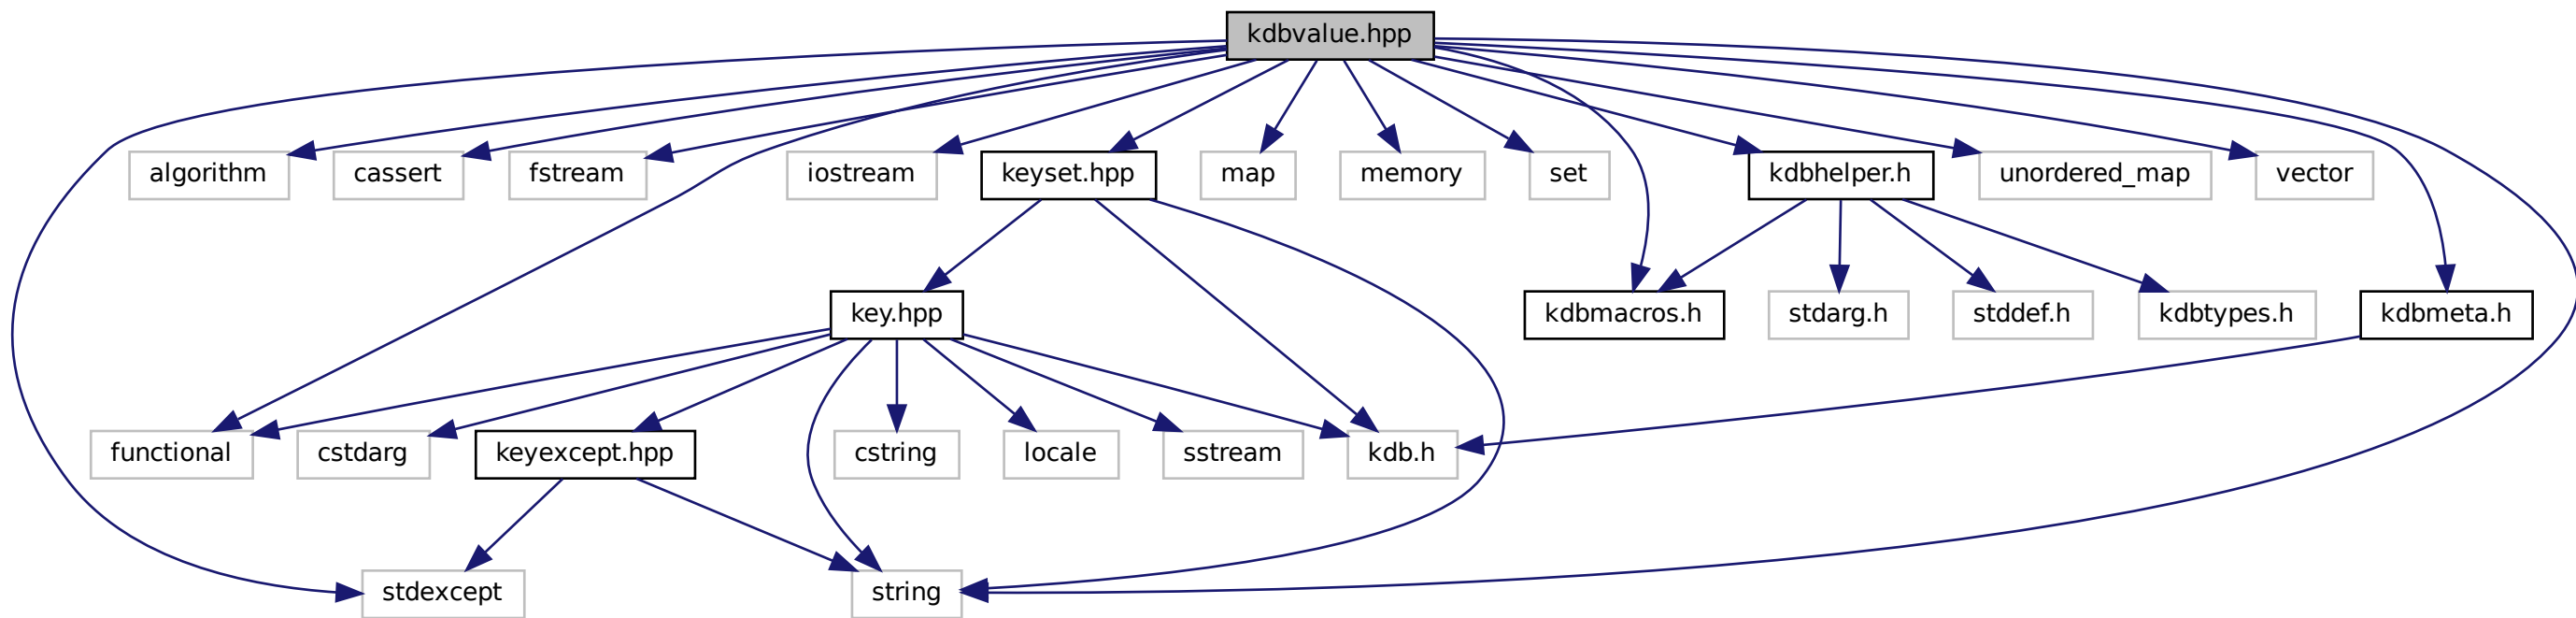 kdbvalue.hpp
algorithm
cassert
fstream
iostream
keyset.hpp
map
memory
set
kdbhelper.h
unordered_map
vector
key.hpp
kdbmacros.h
stdarg.h
stddef.h
kdbtypes.h
kdbmeta.h
functional
cstdarg
keyexcept.hpp
cstring
locale
sstream
kdb.h
stdexcept
string